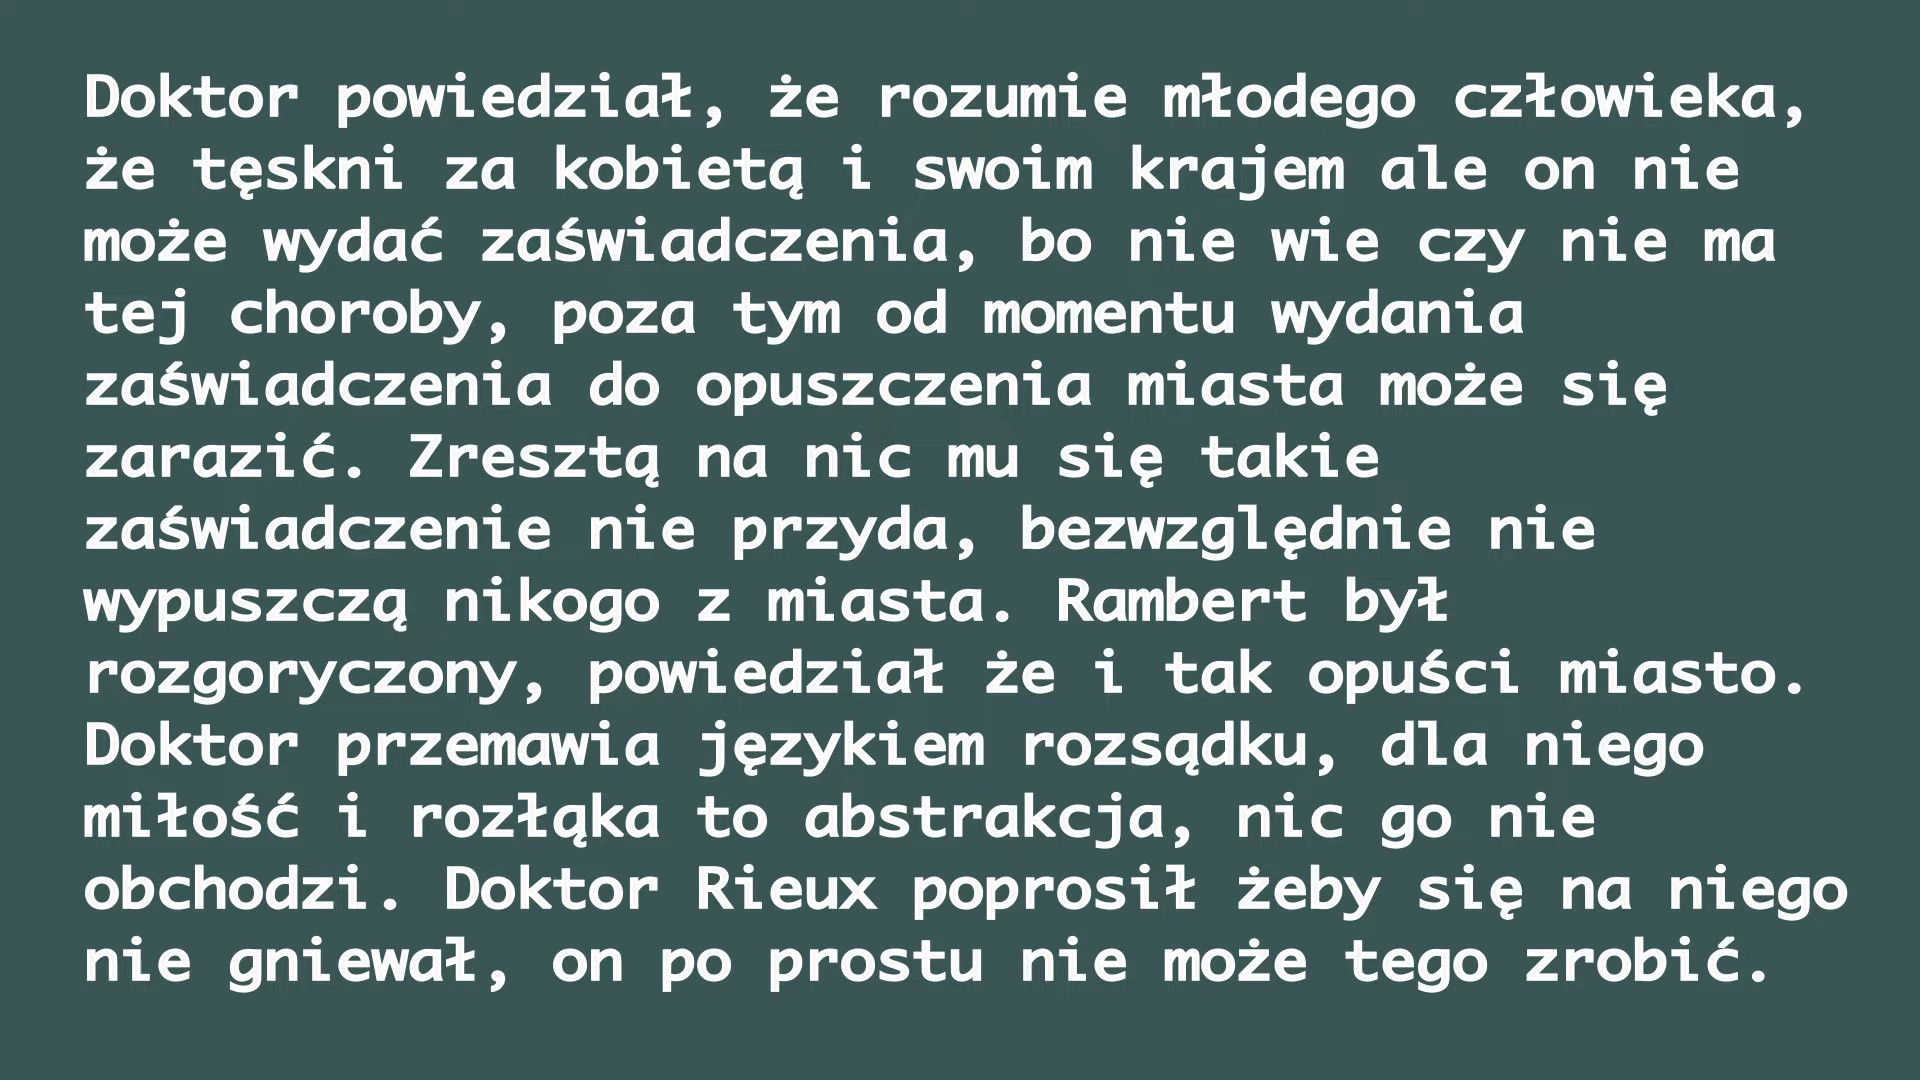 Doktor powiedział, że rozumie młodego człowieka,
że tęskni za kobietą i swoim krajem ale on nie
może wydać zaświadczenia, bo nie wie czy nie ma
tej choroby, poza tym od momentu wydania
zaświadczenia do opuszczenia miasta może się
zarazić. Zresztą na nic mu się takie
zaświadczenie nie przyda, bezwzględnie nie
wypuszczą nikogo z miasta. Rambert był
rozgoryczony, powiedział że i tak opuści miasto.
Doktor przemawia językiem rozsądku, dla niego
miłość i rozłąka to abstrakcja, nic go nie
obchodzi. Doktor Rieux poprosił żeby się na niego
nie gniewał, on po prostu nie może tego zrobić.